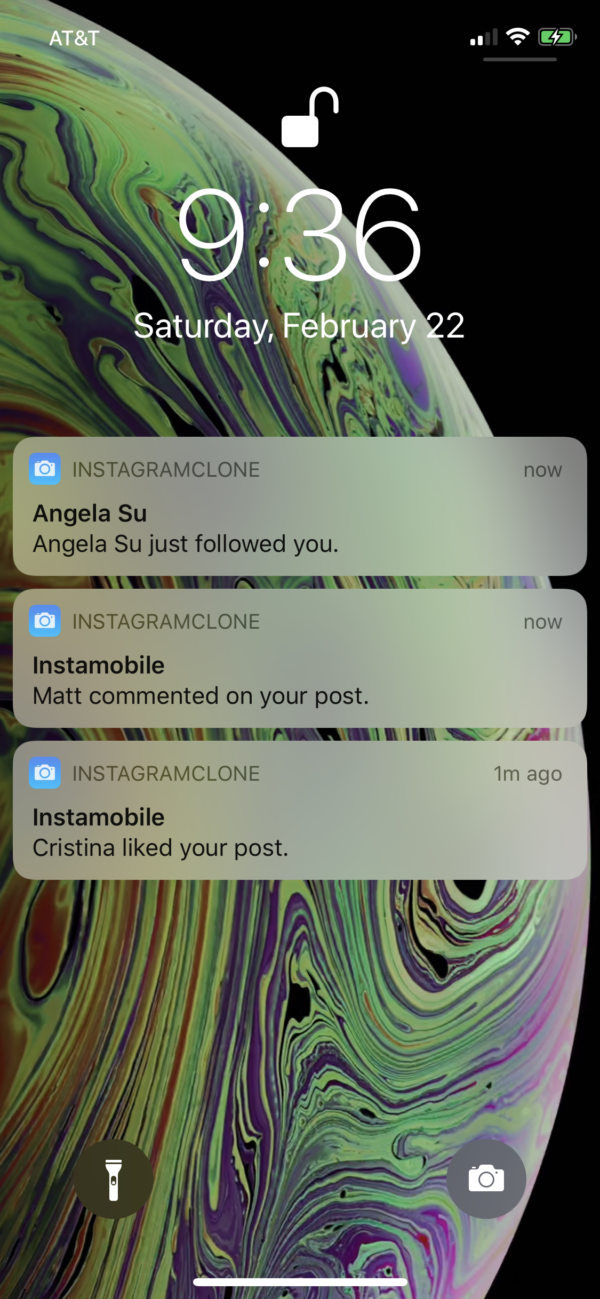 AT&T
9:36
Saturday, February 22
INSTAGRAMCLONE now
Angela Su
Angela Su just followed you.
INSTAGRAMCLONE now
Instamobile
Matt commented on your post.
INSTAGRAMCLONE 1m ago
Instamobile
Cristina liked your post.